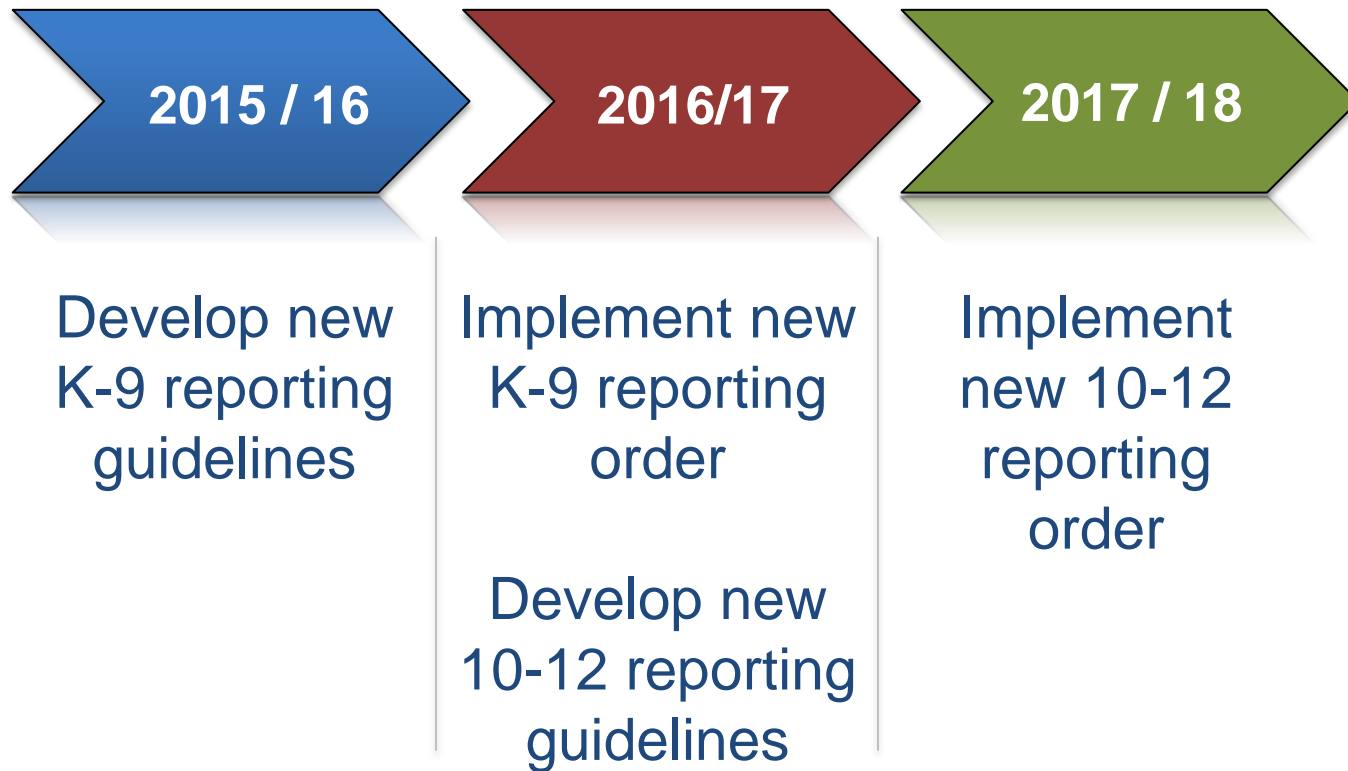 2015 / 16
2016/17
2017 / 18
Develop new
K-9 reporting
guidelines
Implement new
K-9 reporting
order
Develop new
10-12 reporting
guidelines
Implement
new 10-12
reporting
order